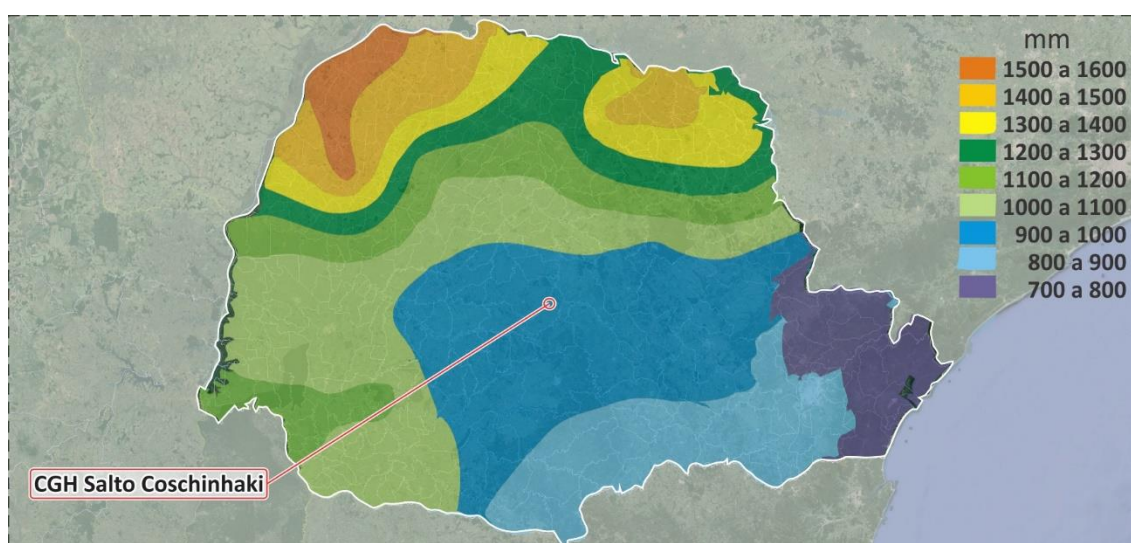 mm
1500 a 1600
1400 a 1500
1300 a 1400
1200 a 1300
1100 a 1200
1000 a 1100
900 a 1000
800 a 900
700 a 800
CGH Salto Coschinhaki